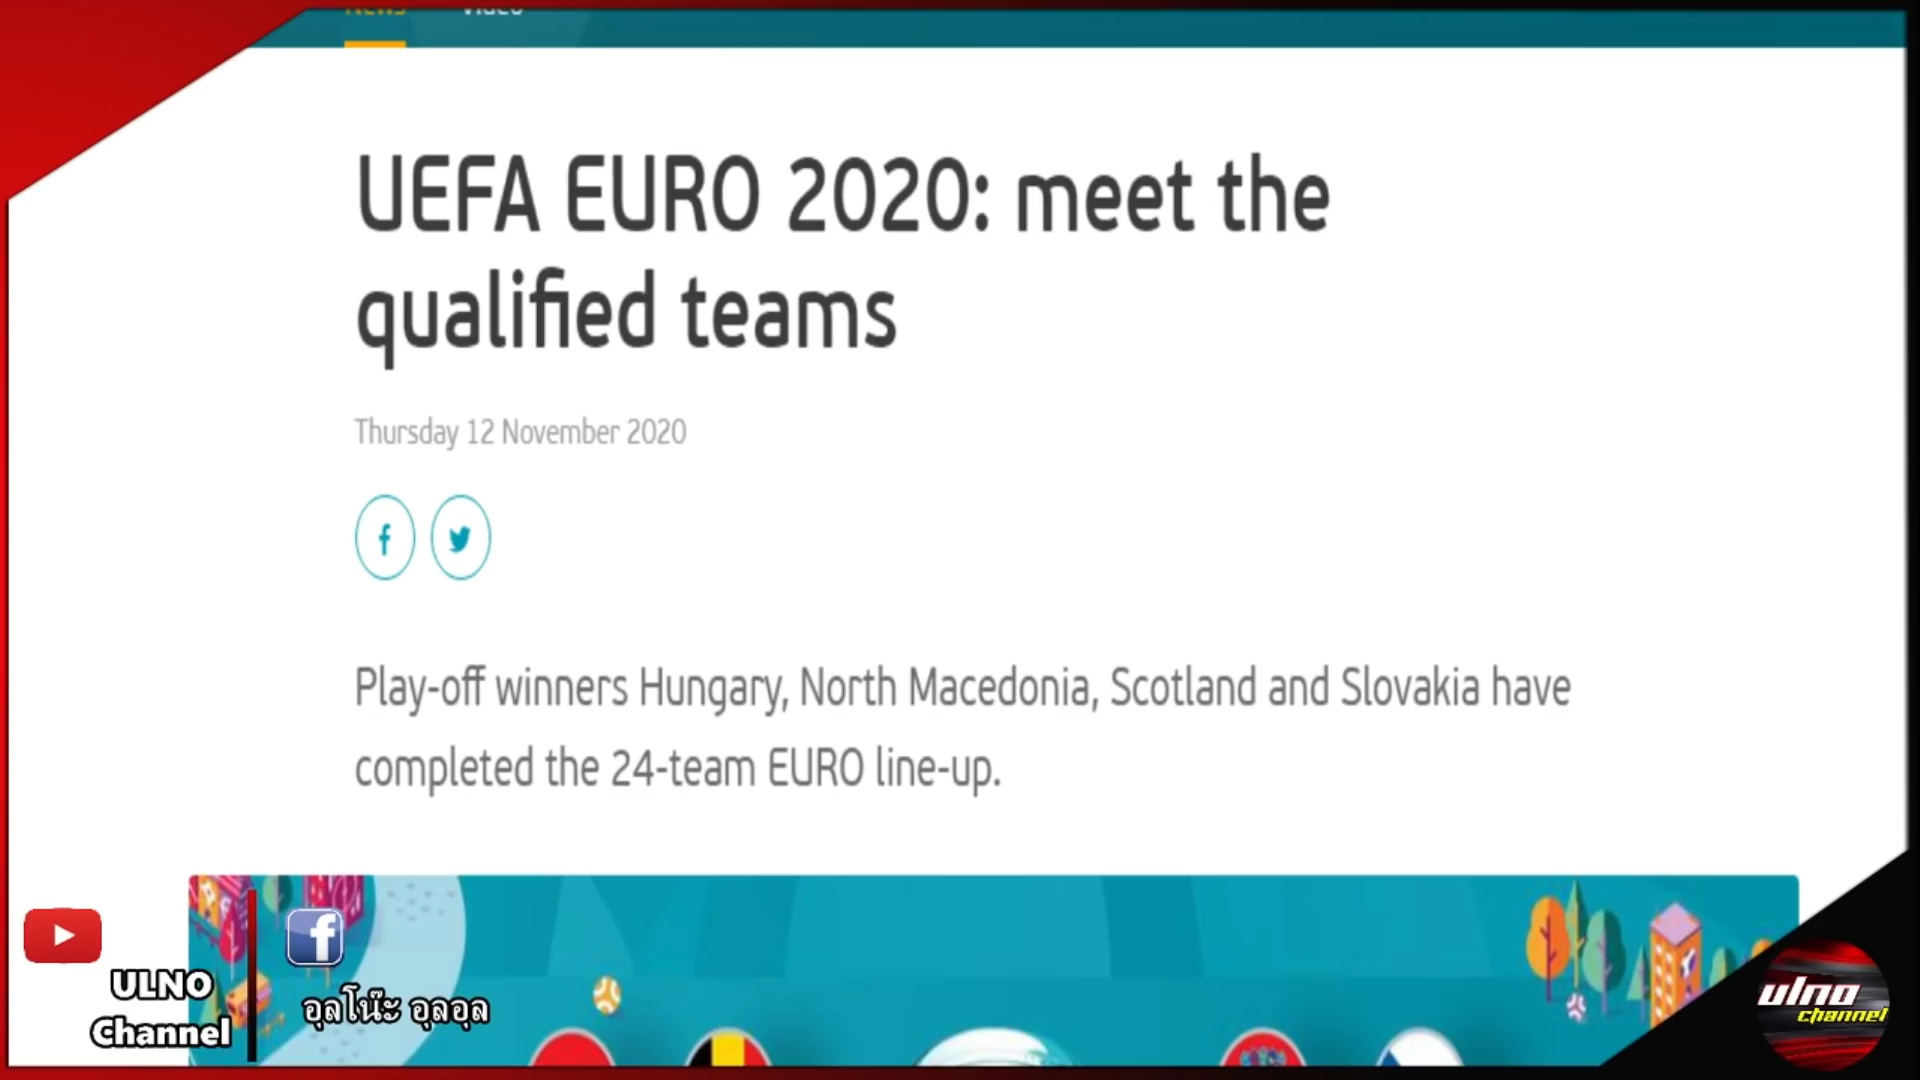 News Video
UEFA EURO 2020: meet the
qualified teams
Thursday 12 November 2020
Play-off winners Hungary, North Macedonia, Scotland and Slovakia have
completed the 24-team EURO line-up.
ULNO
Channel
อุลโน๊ะ อุลอุล
ulno
channel